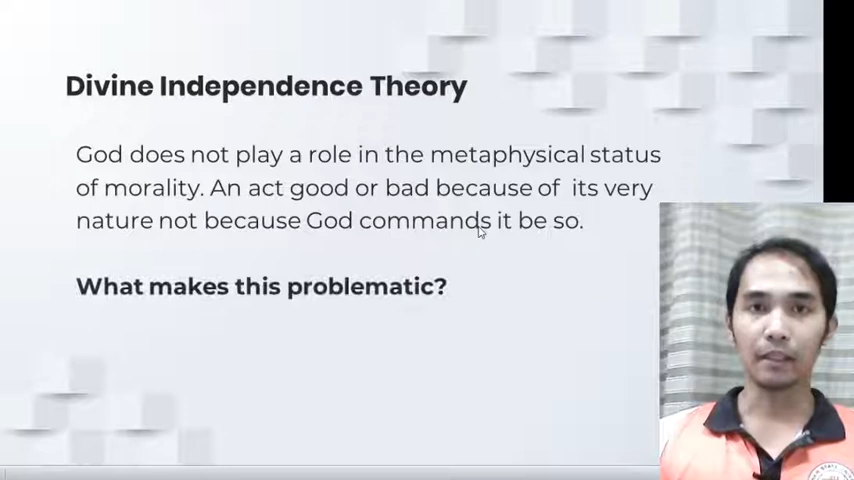 Divine Independence Theory
God does not play a role in the metaphysical status
of morality. An act good or bad because of its very
nature not because God commands it be so.
What makes this problematic?